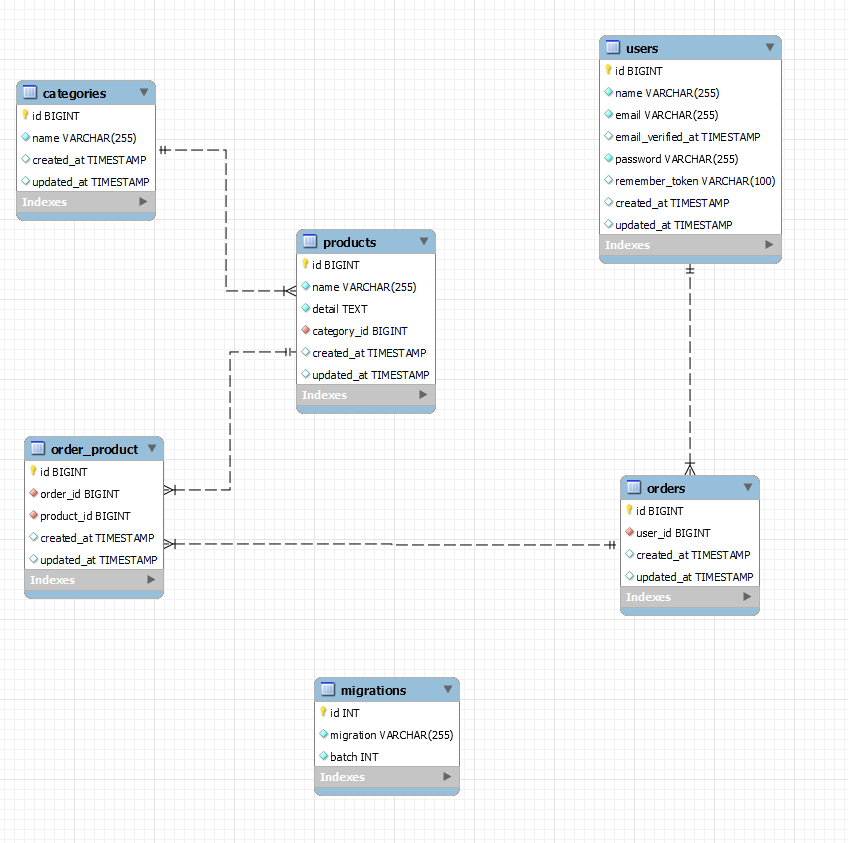 categories
id BIGINT
name VARCHAR(255)
created_at TIMESTAMP
updated_at TIMESTAMP
Indexes
users
id BIGINT
name VARCHAR(255)
email VARCHAR(255)
email_verified_at TIMESTAMP
password VARCHAR(255)
remember_token VARCHAR(100)
created_at TIMESTAMP
updated_at TIMESTAMP
Indexes
products
id BIGINT
name VARCHAR(255)
detail TEXT
category_id BIGINT
created_at TIMESTAMP
updated_at TIMESTAMP
Indexes
order_product
id BIGINT
order_id BIGINT
product_id BIGINT
created_at TIMESTAMP
updated_at TIMESTAMP
Indexes
orders
id BIGINT
user_id BIGINT
created_at TIMESTAMP
updated_at TIMESTAMP
Indexes
migrations
id INT
migration VARCHAR(255)
batch INT
Indexes